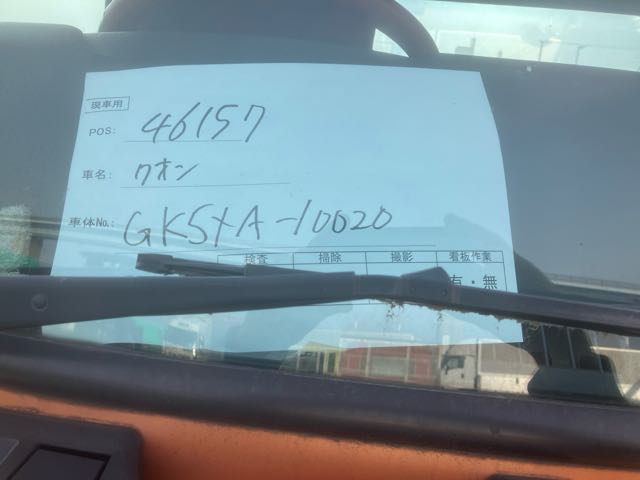 現車用
POS: 46157
車名: クオン
車体No.: GK5XA-10020
検査 掃除 撮影 看板作業
有・無